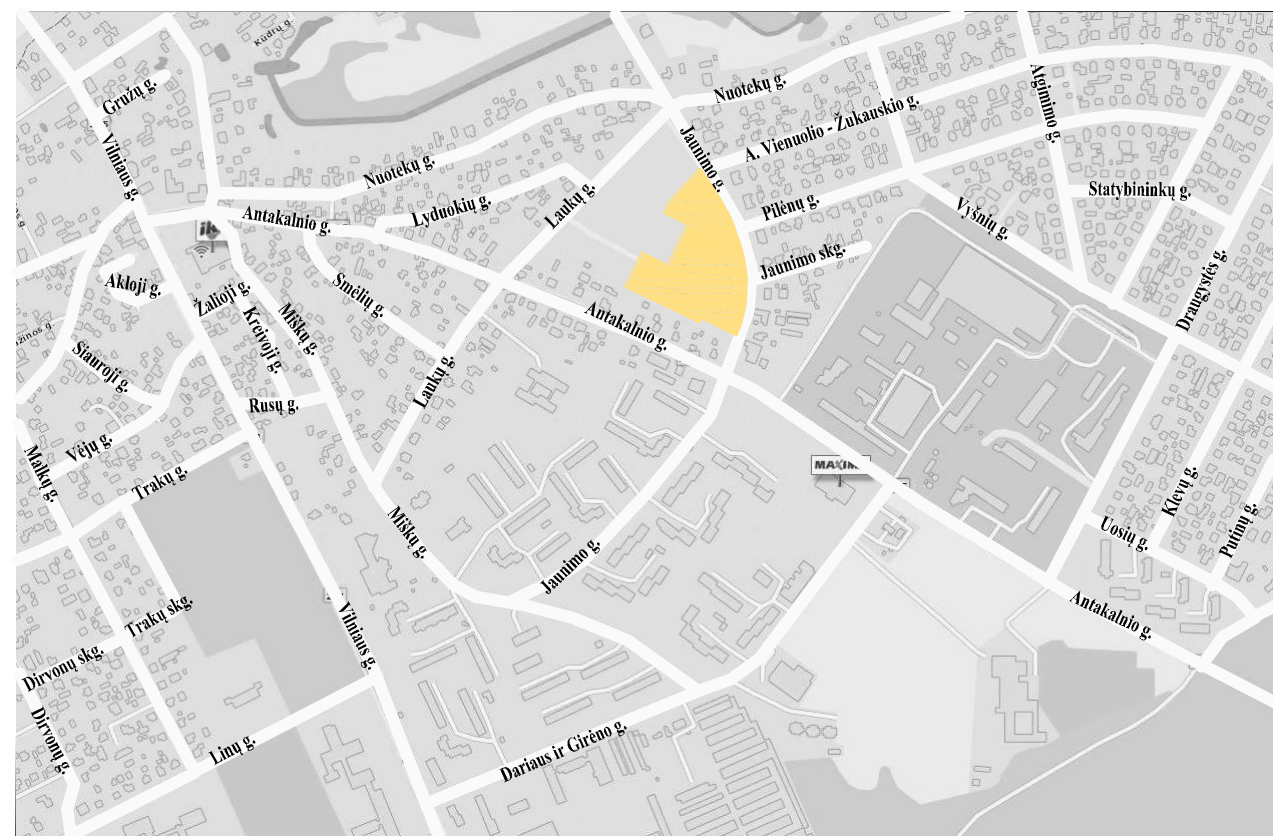 Kūdrų g.
Gružų g.
Nuotekų g.
Atgimimo g.
A. Vienuolio - Žukauskio g.
Vilniaus g.
Jaunimo g.
Nuotekų g.
Statybininkų g.
Lyduokių g.
Laukų g.
Pilėnų g.
Vyšnių g.
Antakalnio g.
iki
Jaunimo skg.
Akloji g.
Žalioji g.
Smėlių g.
Draugystės g.
Kreivoji g.
Miškų g.
Antakalnio g.
Siauroji g.
Laukų g.
Rusų g.
Vėjų g.
Malkų g.
Trakų g.
MAXIMA
Klevų g.
Miškų g.
Uosių g.
Putinų g.
Jaunimo g.
Trakų skg.
Vilniaus g.
Antakalnio g.
Dirvonų skg.
Dirvonų g.
Linų g.
Dariaus ir Girėno g.